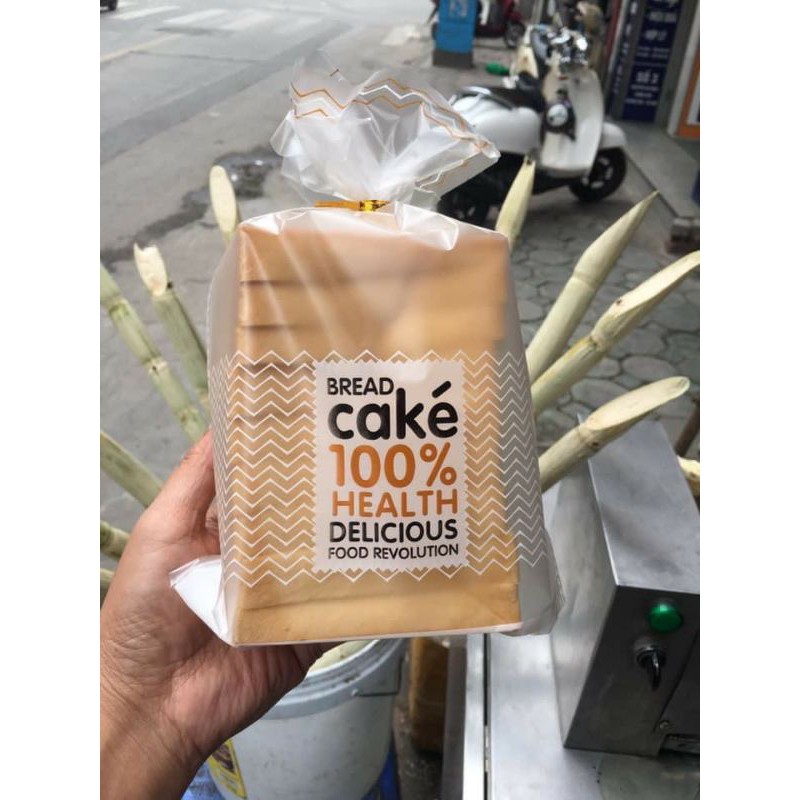 BREAD
caké
100%
HEALTH
DELICIOUS
FOOD REVOLUTION